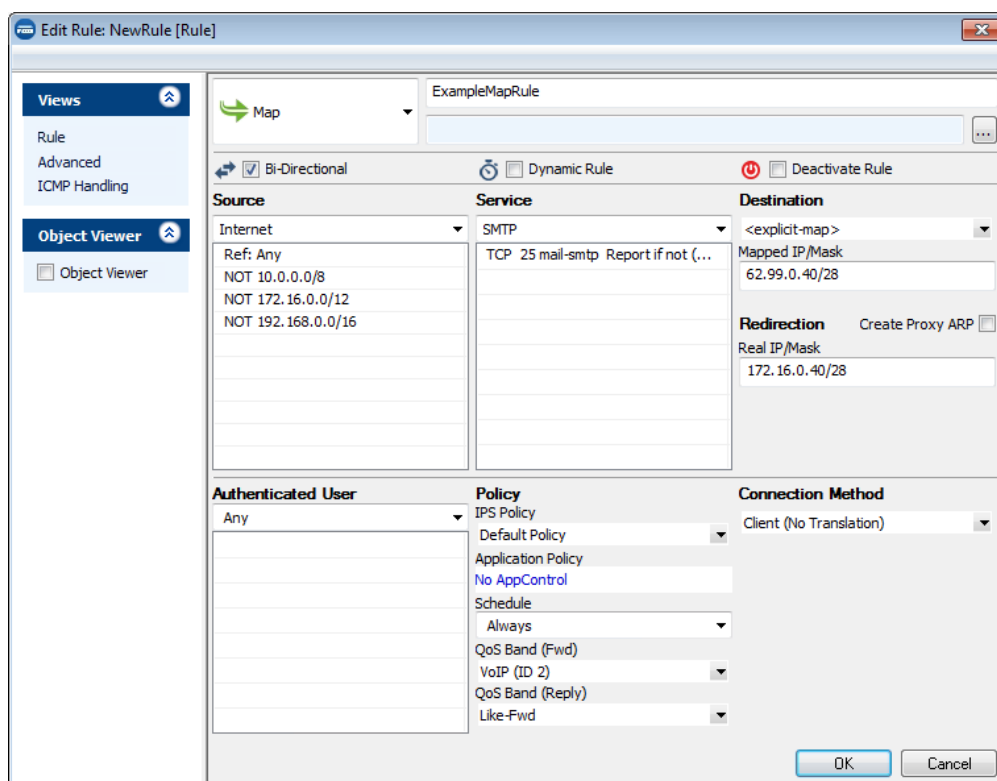 Edit Rule: NewRule [Rule]
Views
Rule
Advanced
ICMP Handling
Object Viewer
Object Viewer
Map
ExampleMapRule
...
Bi-Directional
Dynamic Rule
Deactivate Rule
Source
Internet
Ref: Any
NOT 10.0.0.0/8
NOT 172.16.0.0/12
NOT 192.168.0.0/16
Service
SMTP
TCP 25 mail-smtp Report if not (...
Destination
<explicit-map>
Mapped IP/Mask
62.99.0.40/28
Redirection Create Proxy ARP
Real IP/Mask
172.16.0.40/28
Authenticated User
Any
Policy
IPS Policy
Default Policy
Application Policy
No AppControl
Schedule
Always
QoS Band (Fwd)
VoIP (ID 2)
QoS Band (Reply)
Like-Fwd
Connection Method
Client (No Translation)
OK Cancel